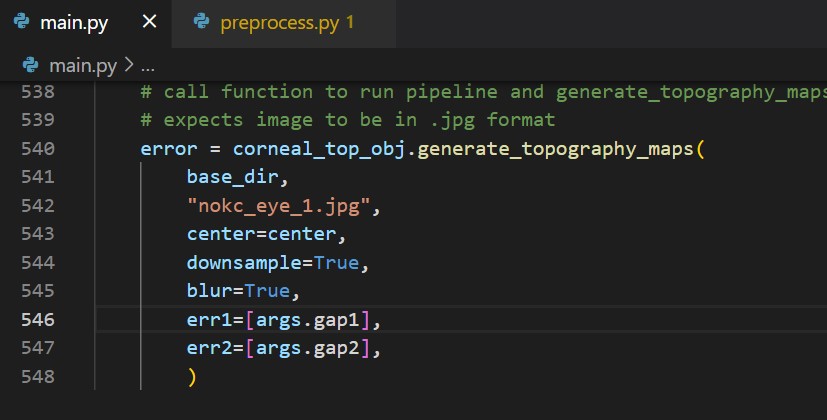 main.py × preprocess.py 1
main.py > ...
538 # call function to run pipeline and generate_topography_maps
539 # expects image to be in .jpg format
540 error = corneal_top_obj.generate_topography_maps(
541 base_dir,
542 "nokc_eye_1.jpg",
543 center=center,
544 downsample=True,
545 blur=True,
546 err1=[args.gap1],
547 err2=[args.gap2],
548 )